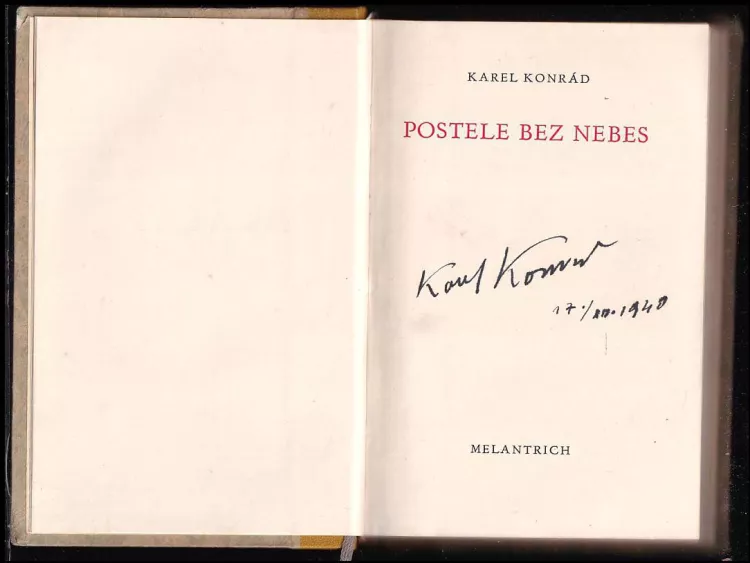 KAREL KONRÁD
POSTELE BEZ NEBES
Karel Konrád
MELANTRICH